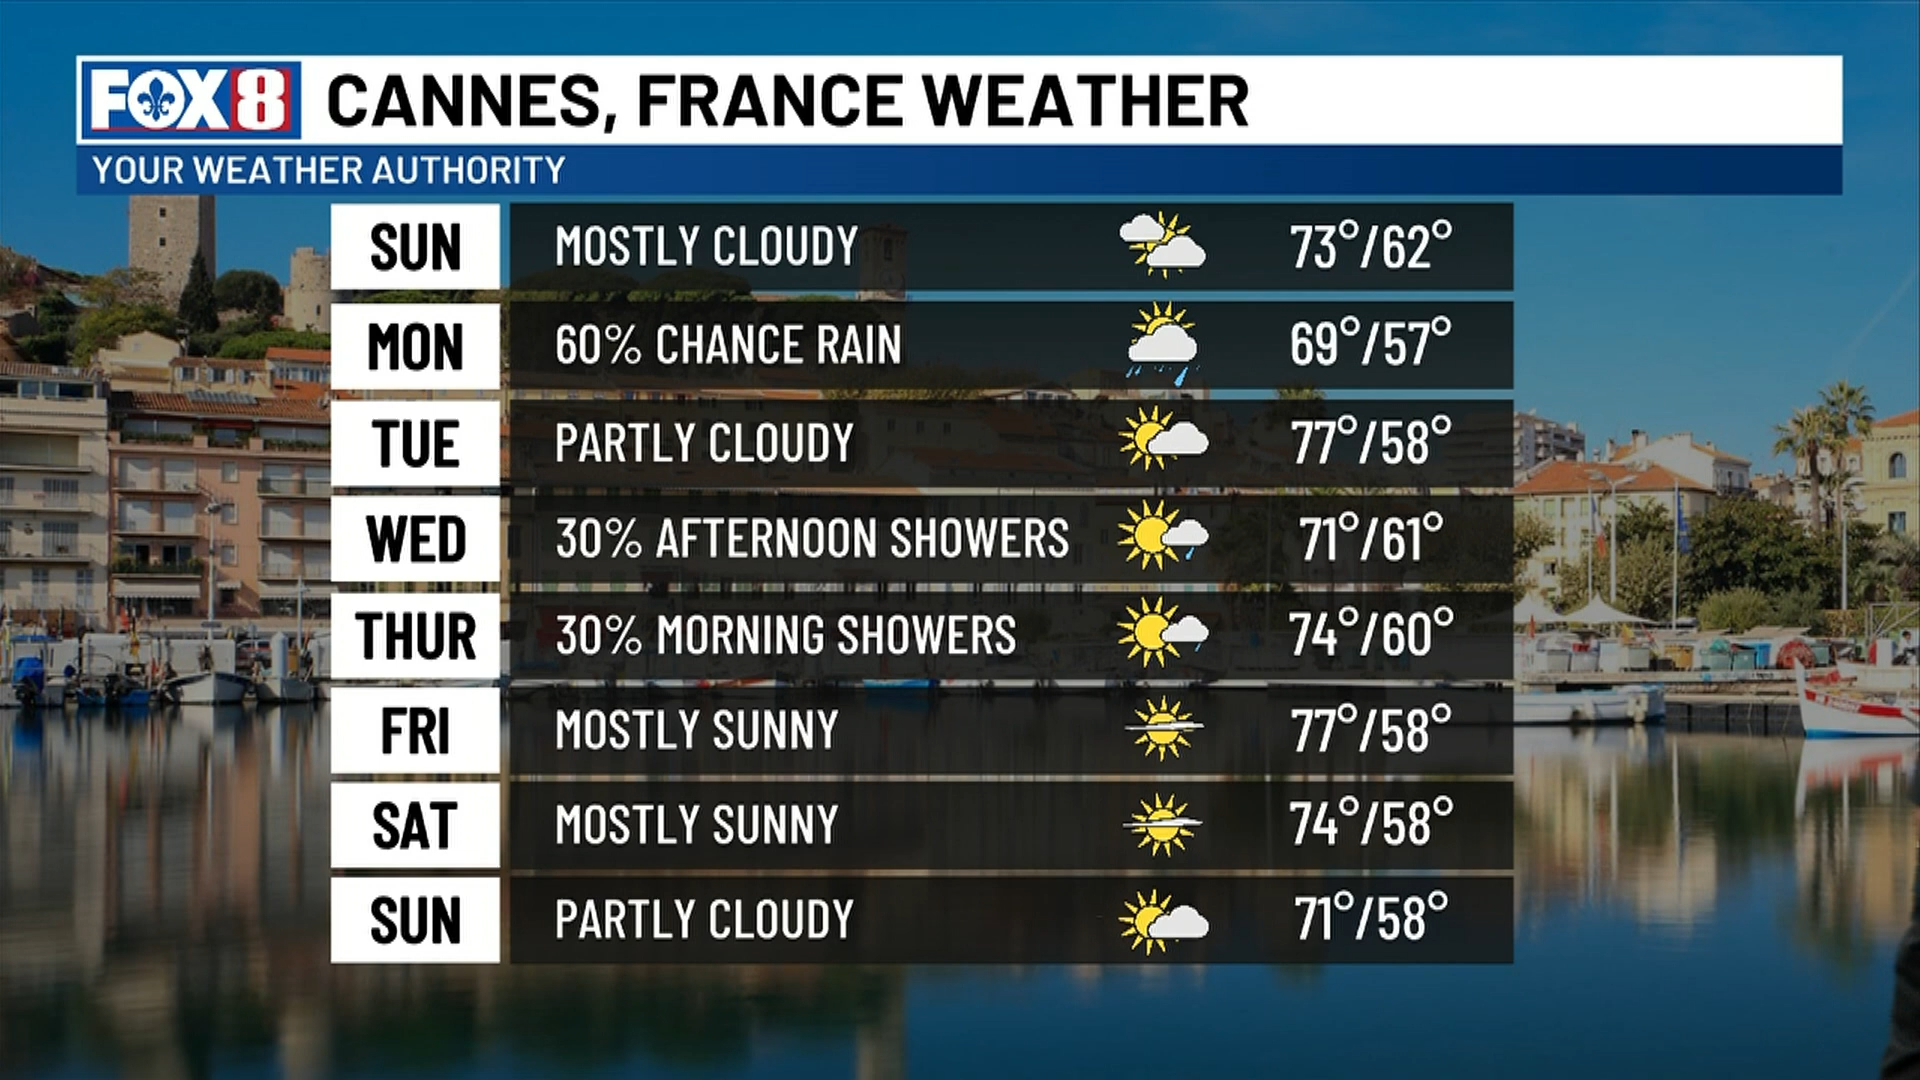 FOX8 CANNES, FRANCE WEATHER
YOUR WEATHER AUTHORITY
SUN MOSTLY CLOUDY 73°/62°
MON 60% CHANCE RAIN 69°/57°
TUE PARTLY CLOUDY 77°/58°
WED 30% AFTERNOON SHOWERS 71°/61°
THUR 30% MORNING SHOWERS 74°/60°
FRI MOSTLY SUNNY 77°/58°
SAT MOSTLY SUNNY 74°/58°
SUN PARTLY CLOUDY 71°/58°